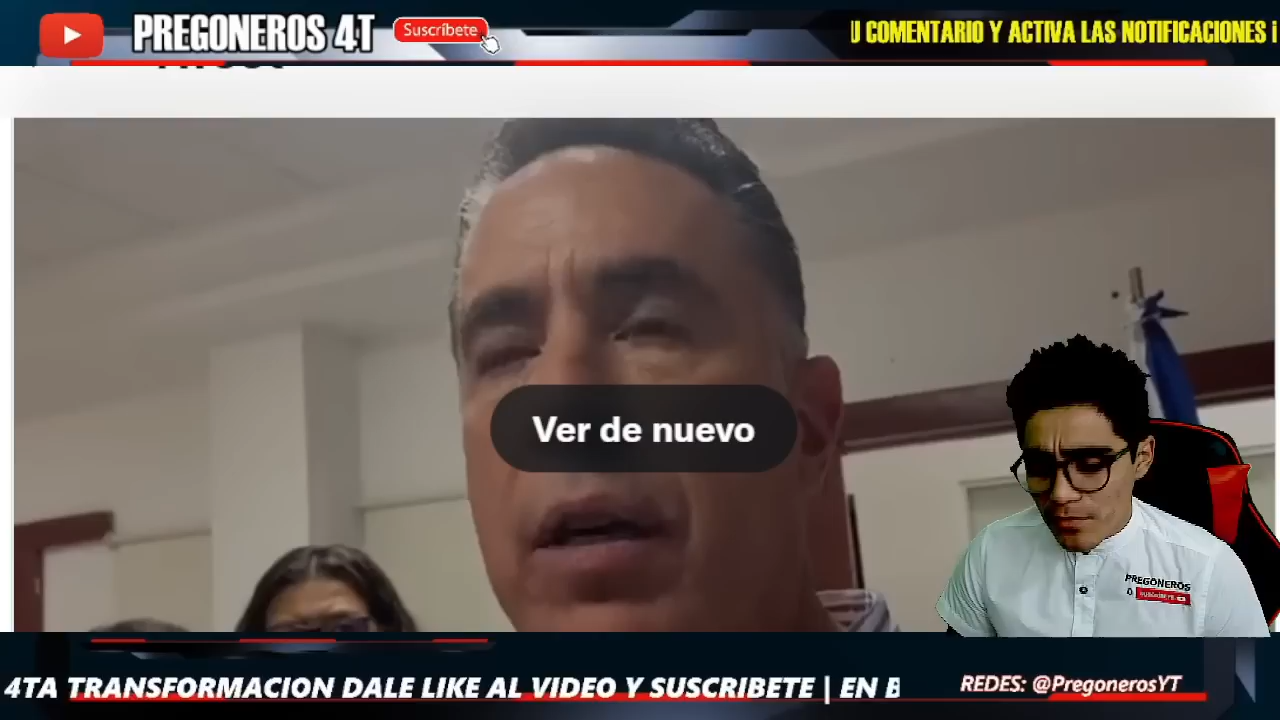 PREGONEROS 4T
Suscríbete
U COMENTARIO Y ACTIVA LAS NOTIFICACIONES ¡
Ver de nuevo
PREGONEROS
SUSCRÍBETE
4TA TRANSFORMACION DALE LIKE AL VIDEO Y SUSCRIBETE | EN B
REDES: @PregonerosYT